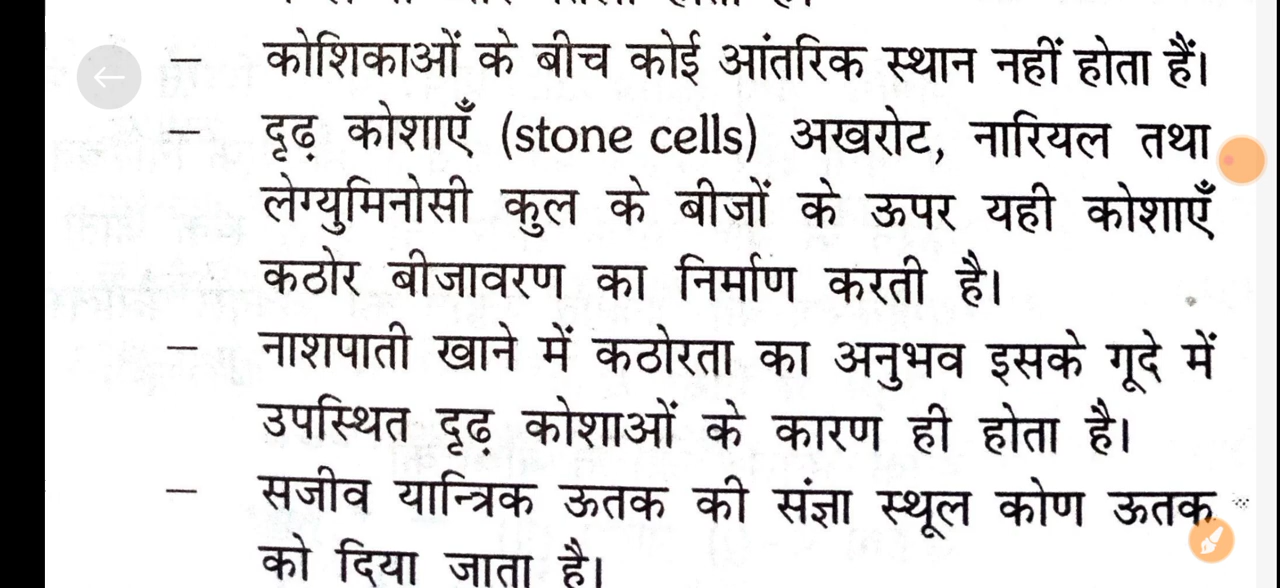 – कोशिकाओं के बीच कोई आंतरिक स्थान नहीं होता हैं।
– दृढ़ कोशाएँ (stone cells) अखरोट, नारियल तथा
लेग्युमिनोसी कुल के बीजों के ऊपर यही कोशाएँ
कठोर बीजावरण का निर्माण करती है।
– नाशपाती खाने में कठोरता का अनुभव इसके गूदे में
उपस्थित दृढ़ कोशाओं के कारण ही होता है।
– सजीव यान्त्रिक ऊतक की संज्ञा स्थूल कोण ऊतक
को दिया जाता है।